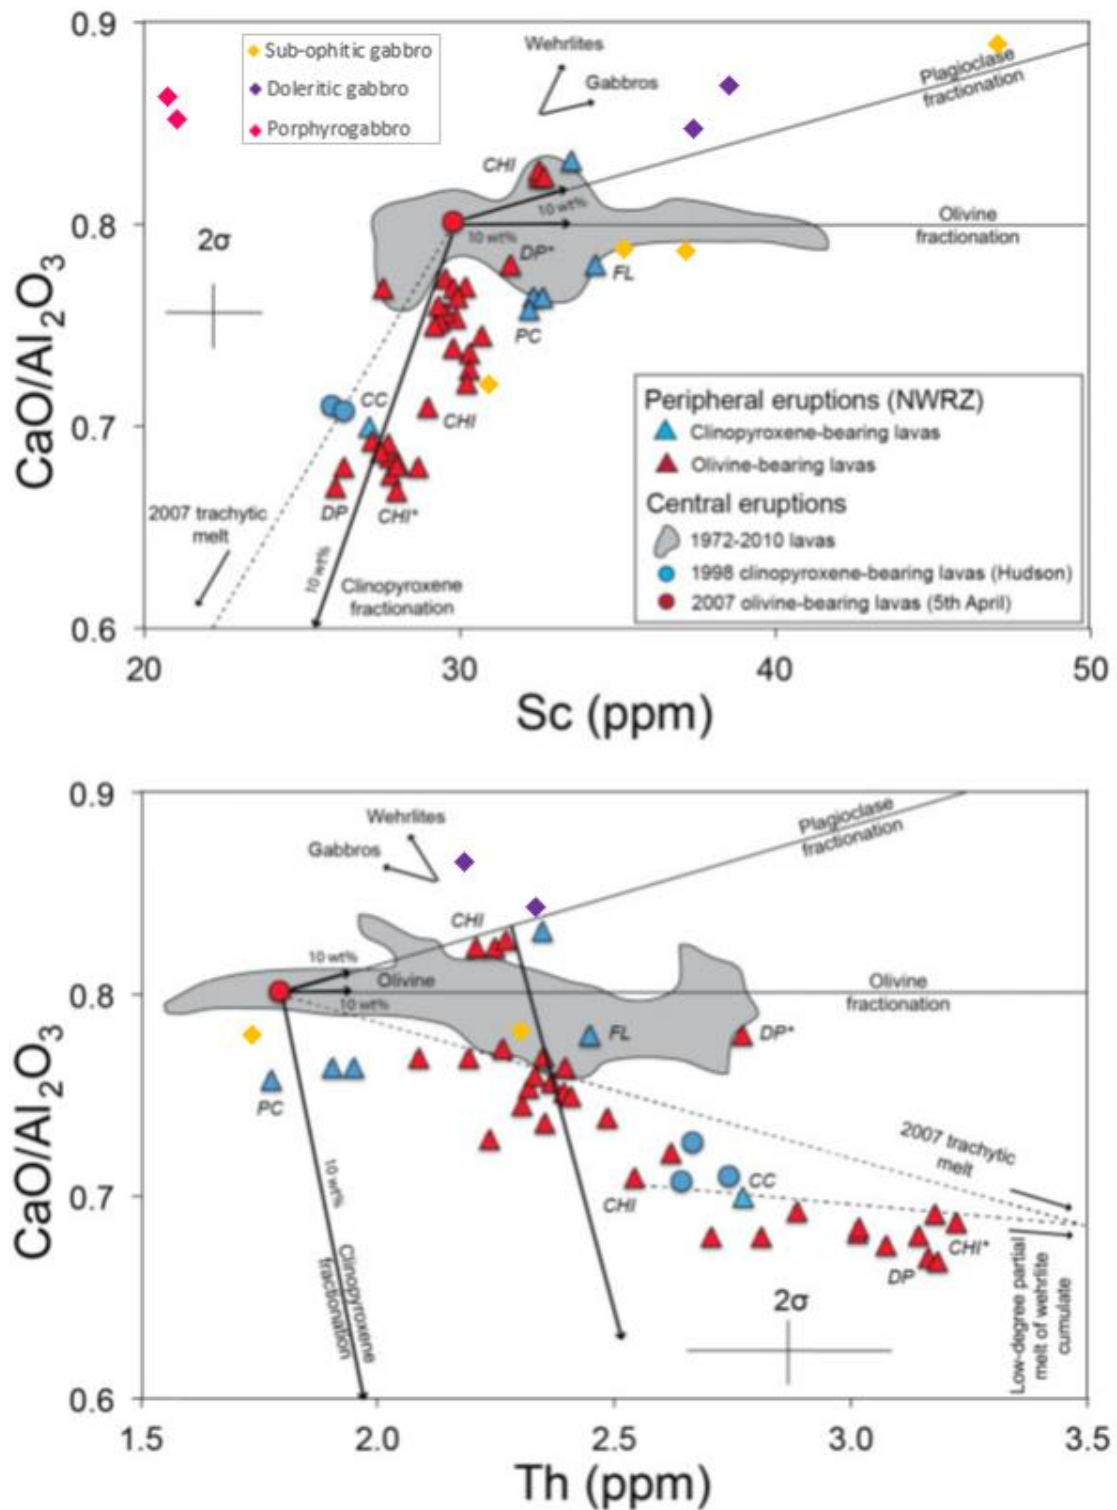 0.9
Sub-ophitic gabbro
Doleritic gabbro
Porphyrogabbro
Wehrlites
Gabbros
Plagioclase
fractionation
CHI
10 wt%
0.8
2σ
10 wt%
Olivine
fractionation
DP*
FL
PC
CaO/Al2O3
0.7
CC
CHI
2007 trachytic
melt
DP
CHI*
10 wt%
Clinopyroxene
fractionation
Peripheral eruptions (NWRZ)
Clinopyroxene-bearing lavas
Olivine-bearing lavas
Central eruptions
1972-2010 lavas
1998 clinopyroxene-bearing lavas (Hudson)
2007 olivine-bearing lavas (5th April)
0.6
20
30
40
50
Sc (ppm)
0.9
Wehrlites
Gabbros
Plagioclase
fractionation
CHI
10 wt%
Olivine
0.8
10 wt%
Olivine
fractionation
FL
DP*
PC
CaO/Al2O3
10 wt%
2007 trachytic
melt
0.7
CHI
CC
CHI*
DP
Clinopyroxene
fractionation
2σ
Low-degree partial
melt of wehrlite
cumulate
0.6
1.5
2.0
2.5
3.0
3.5
Th (ppm)